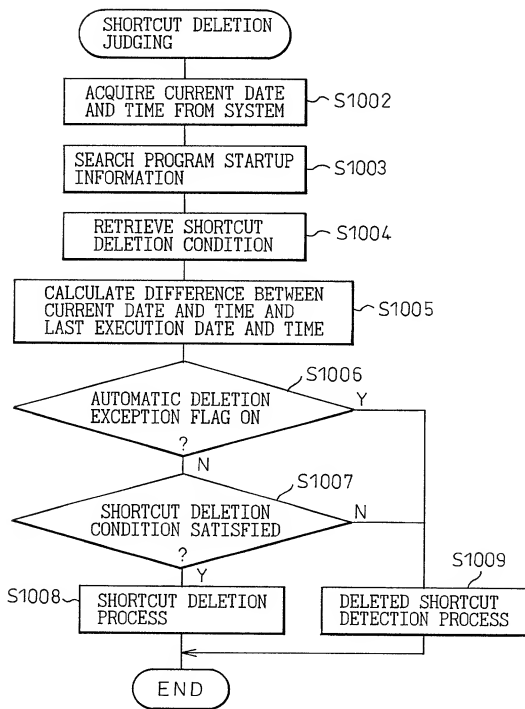 SHORTCUT DELETION
JUDGING
ACQUIRE CURRENT DATE
AND TIME FROM SYSTEM
S1002
SEARCH PROGRAM STARTUP
INFORMATION
S1003
RETRIEVE SHORTCUT
DELETION CONDITION
S1004
CALCULATE DIFFERENCE BETWEEN
CURRENT DATE AND TIME AND
LAST EXECUTION DATE AND TIME
S1005
S1006
AUTOMATIC DELETION
EXCEPTION FLAG ON
?
Y
N
S1007
SHORTCUT DELETION
CONDITION SATISFIED
?
N
Y
S1008
SHORTCUT DELETION
PROCESS
S1009
DELETED SHORTCUT
DETECTION PROCESS
END